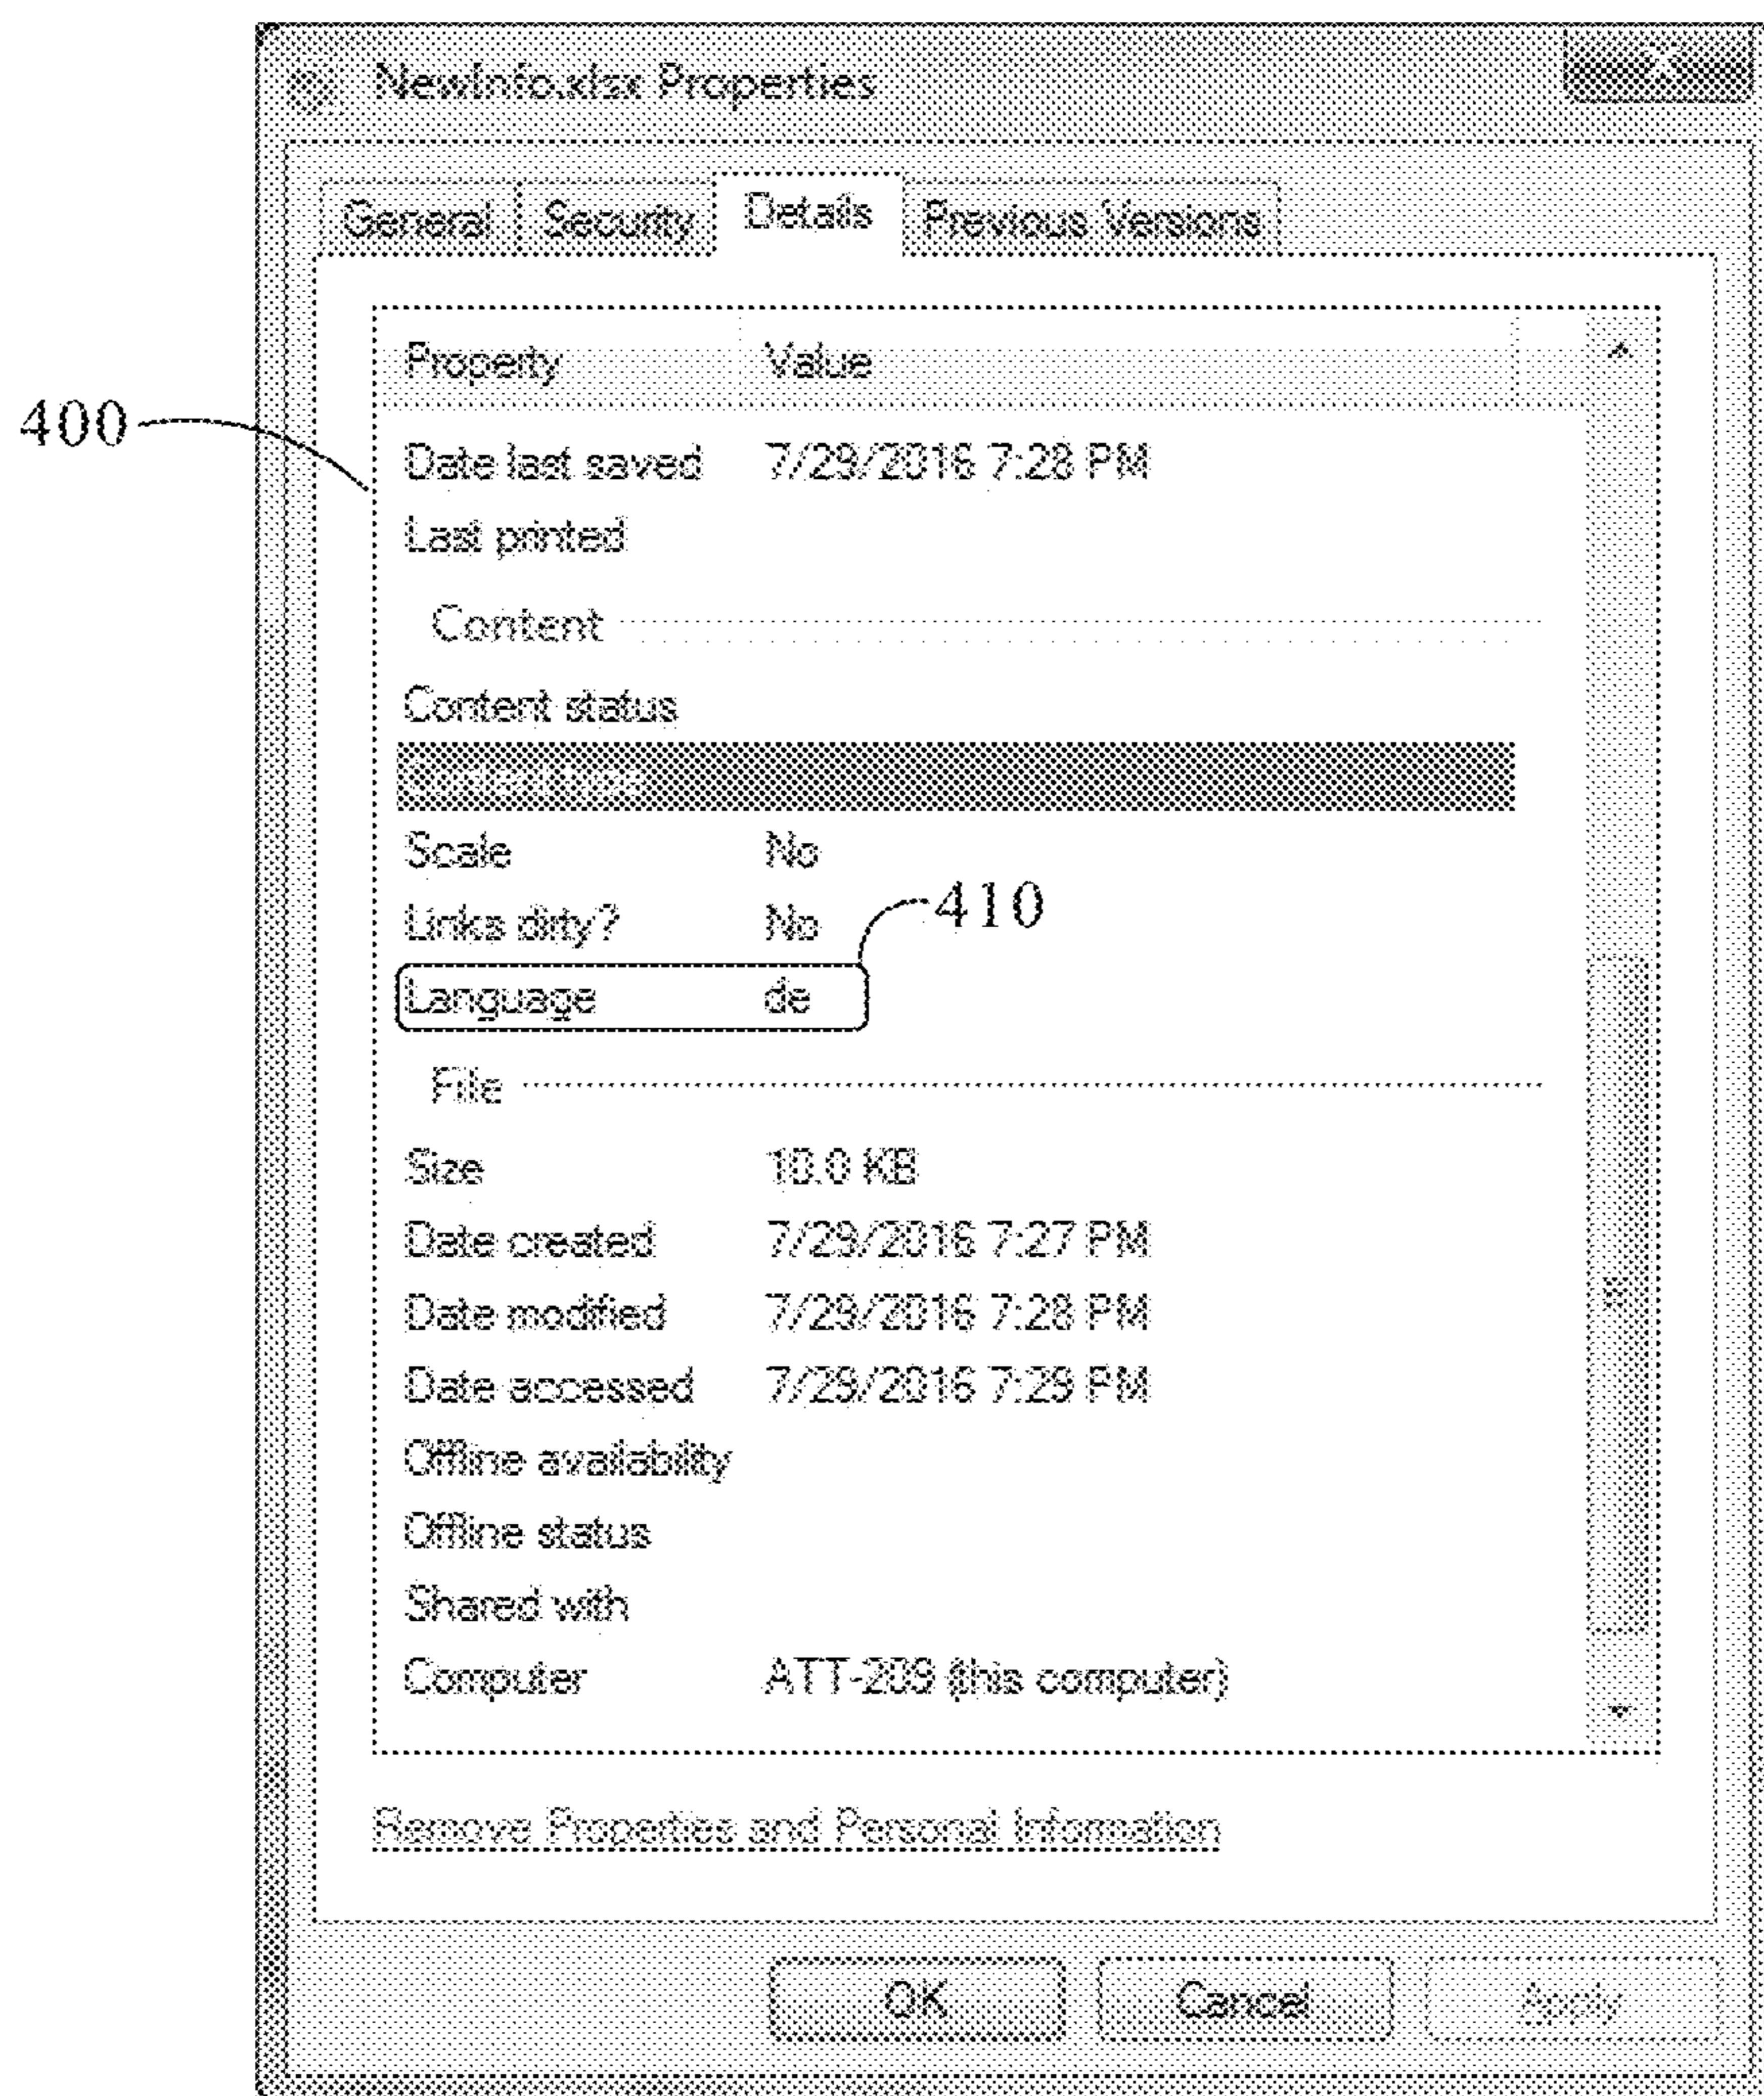 NewInfo.xlsx Properties
General Security Details Previous Versions
Property Value
400
Date last saved 7/29/2016 7:28 PM
Last printed
Content
Content status
Content type
Scale No
Links dirty? No
410
Language de
File
Size 10.0 KB
Date created 7/29/2016 7:27 PM
Date modified 7/29/2016 7:28 PM
Date accessed 7/29/2016 7:29 PM
Offline availability
Offline status
Shared with
Computer ATT-209 (this computer)
Remove Properties and Personal Information
OK Cancel Apply